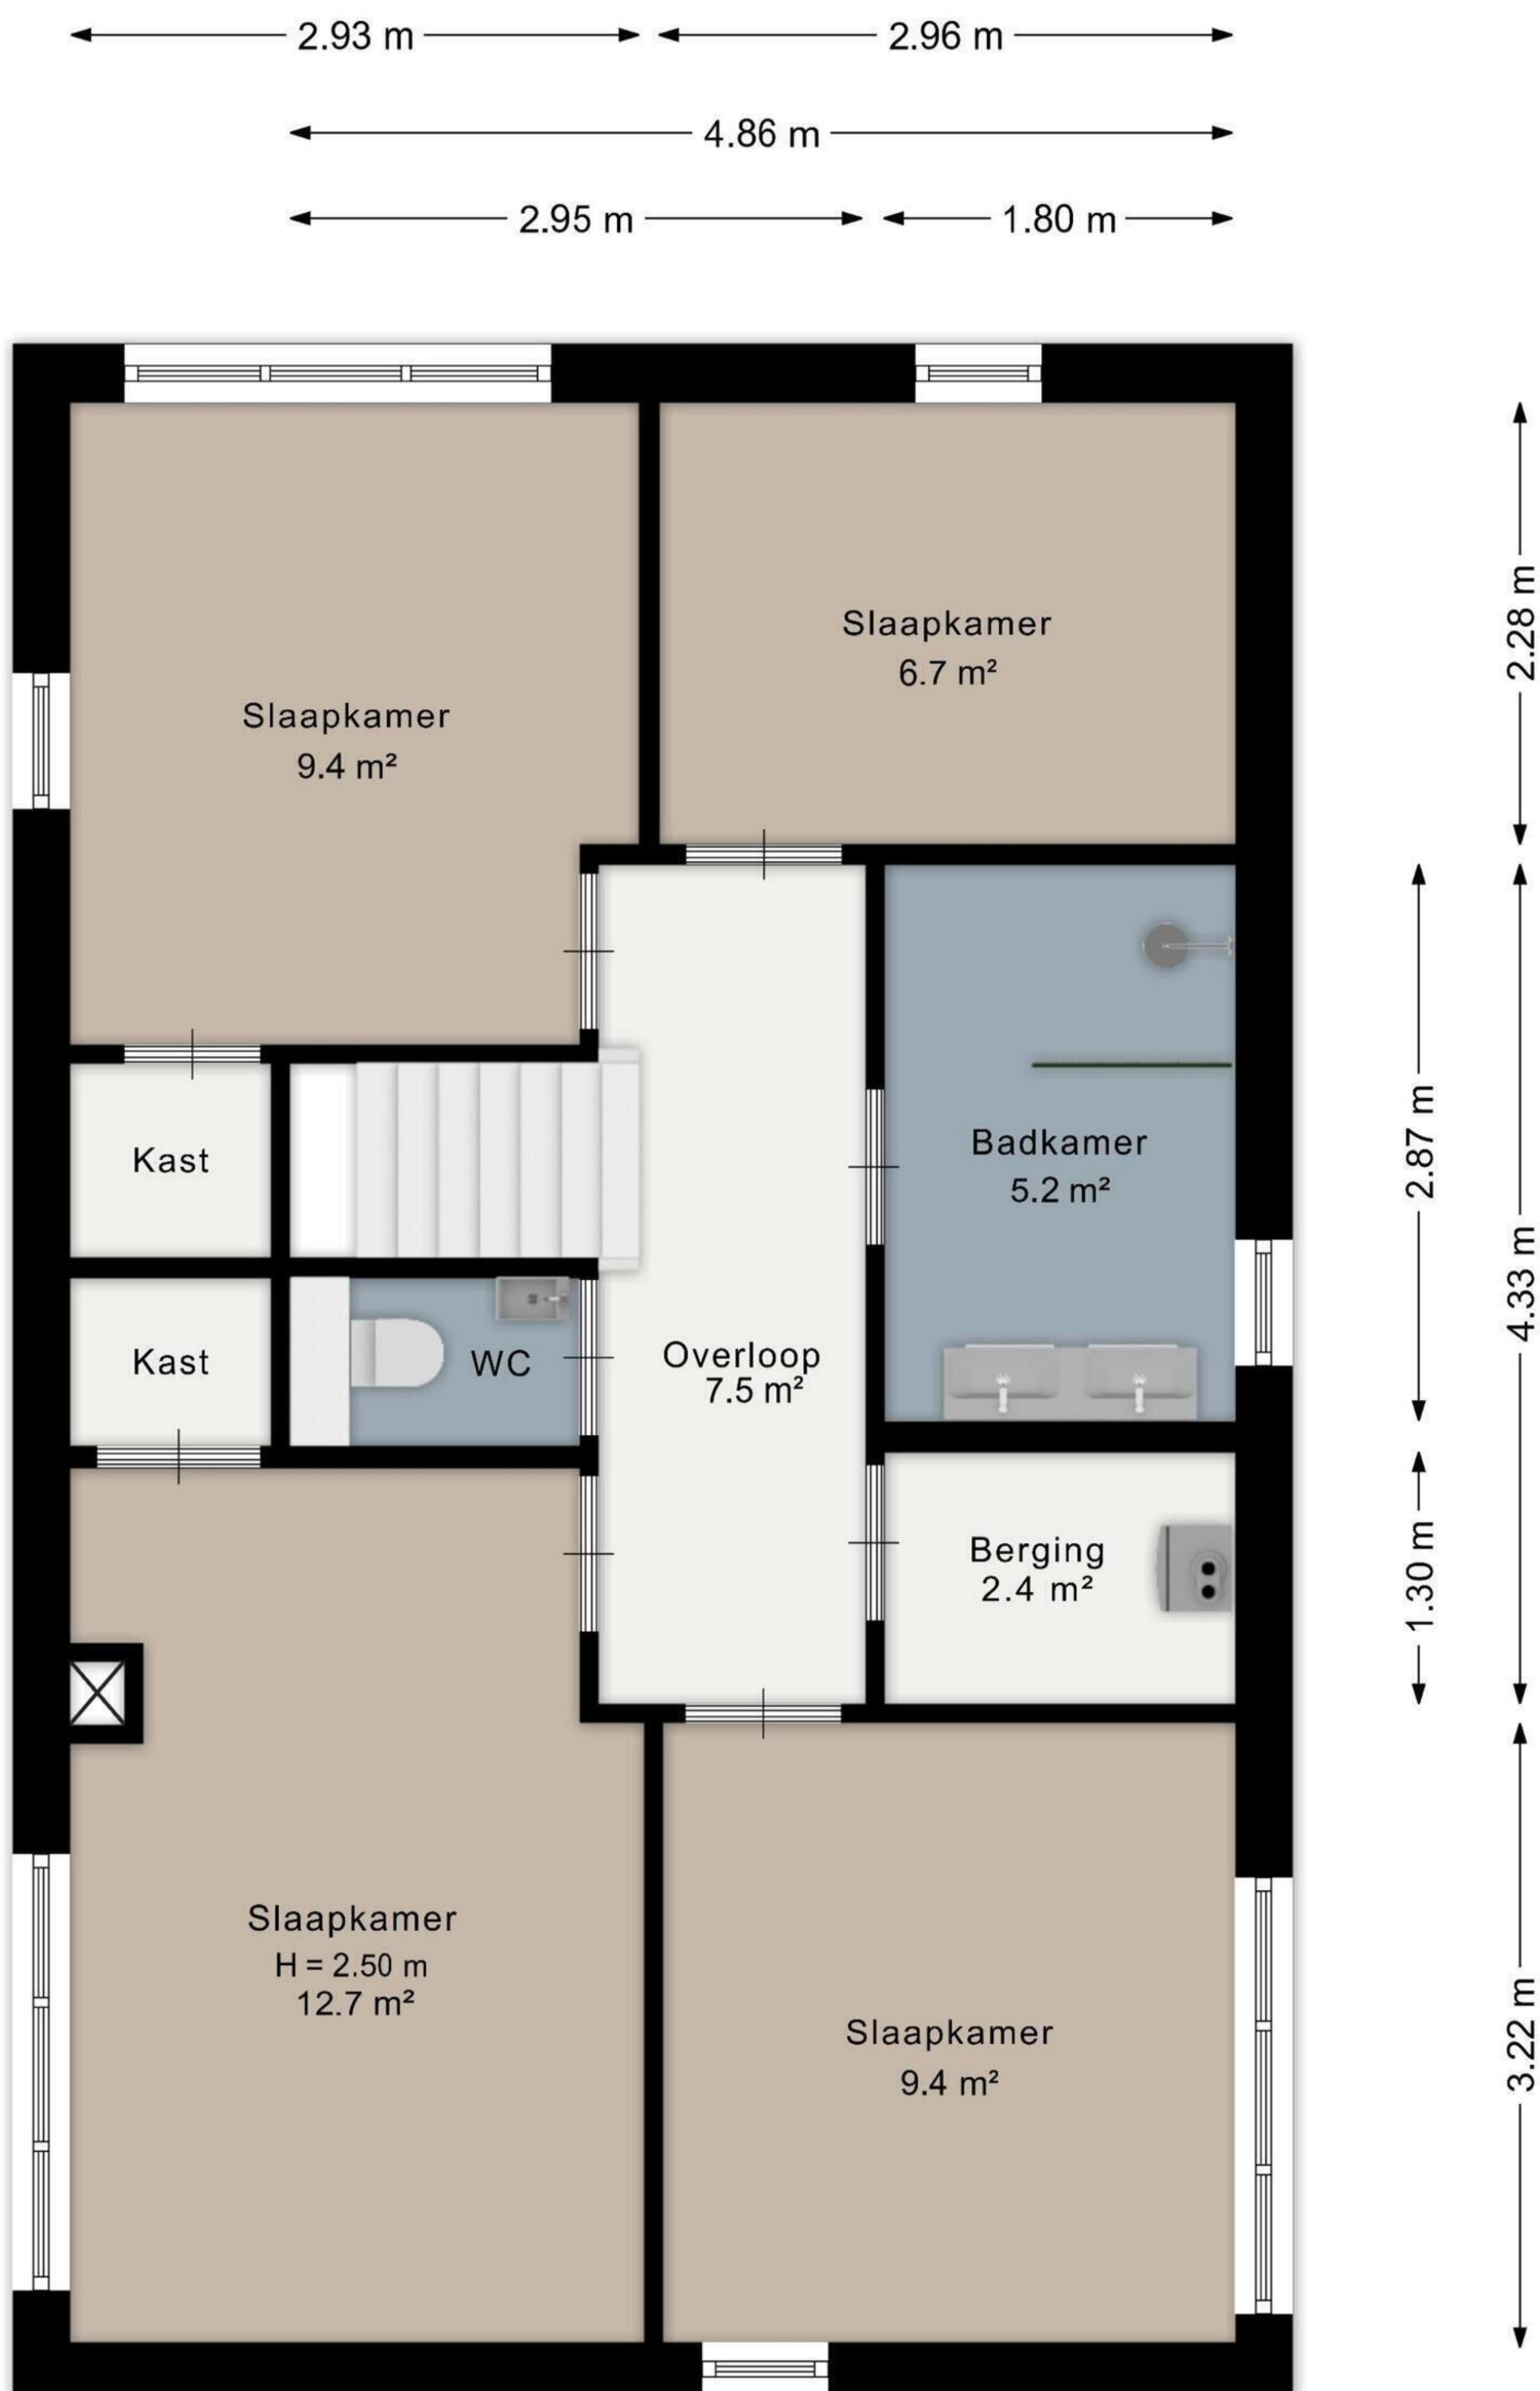 2.93 m
2.96 m
4.86 m
2.95 m
1.80 m
Slaapkamer
6.7 m²
2.28 m
Slaapkamer
9.4 m²
Kast
Badkamer
5.2 m²
2.87 m
4.33 m
Kast
WC
Overloop
7.5 m²
Berging
2.4 m²
1.30 m
Slaapkamer
H = 2.50 m
12.7 m²
Slaapkamer
9.4 m²
3.22 m